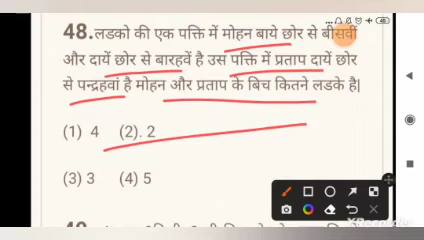 48.लडको की एक पक्ति में मोहन बाये छोर से बीसवीं
और दायें छोर से बारहवें है उस पक्ति में प्रताप दायें छोर
से पन्द्रहवां है मोहन और प्रताप के बिच कितने लडके है|
(1) 4 (2). 2
(3) 3 (4) 5